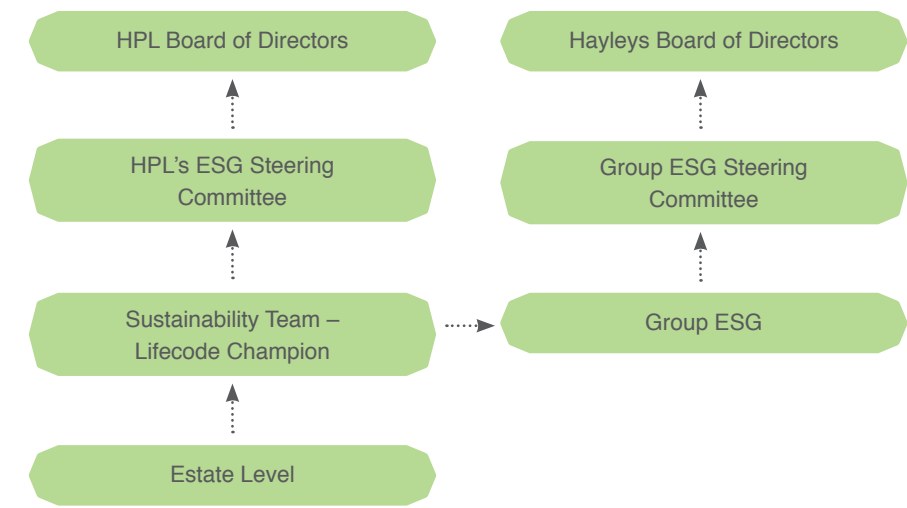 HPL Board of Directors
Hayleys Board of Directors
HPL’s ESG Steering
Committee
Group ESG Steering
Committee
Sustainability Team –
Lifecode Champion
Group ESG
Estate Level